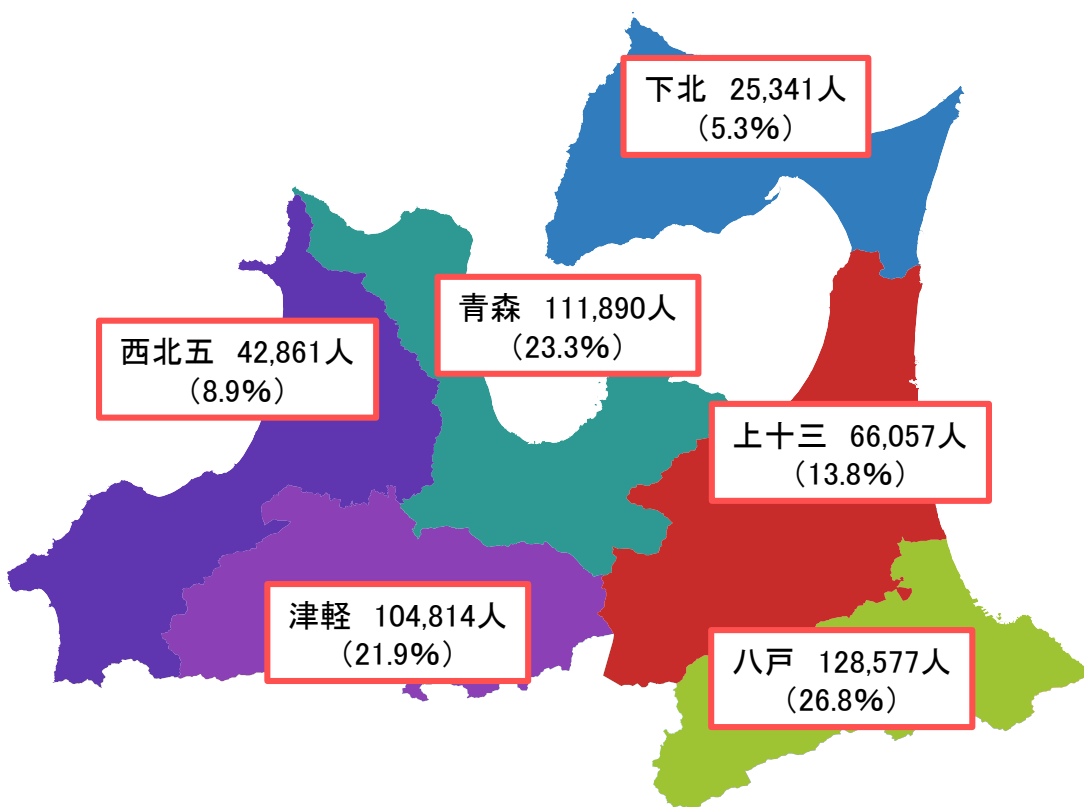 下北　25,341人
（5.3%）
青森　111,890人
（23.3%）
西北五　42,861人
（8.9%）
上十三　66,057人
（13.8%）
津軽　104,814人
（21.9%）
八戸　128,577人
（26.8%）